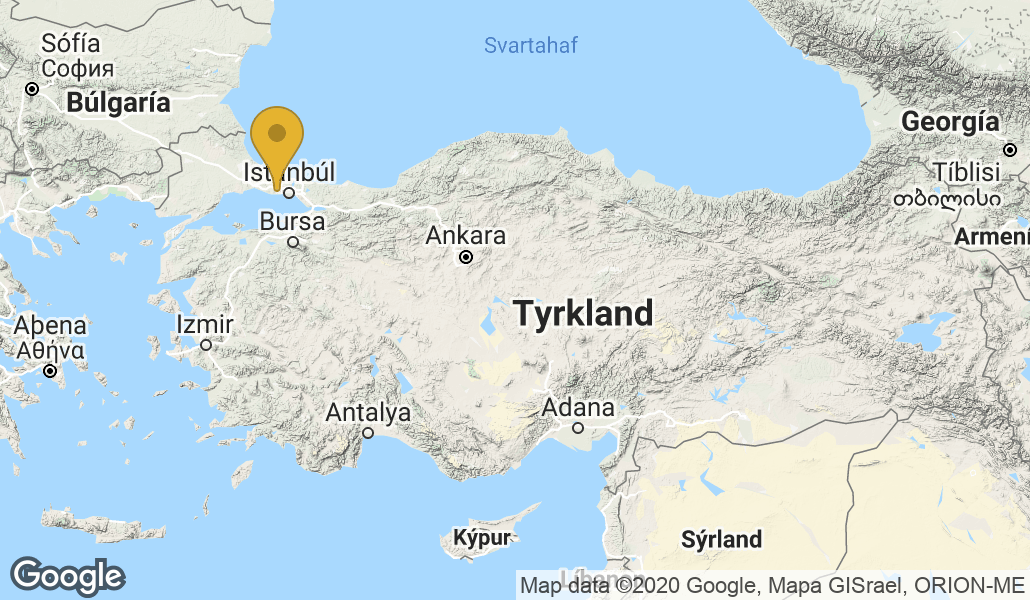 Svartahaf
Sófía
София
Búlgaría
Georgía
Tíblisi
თბილისი
Istanbúl
Bursa
Ankara
Armení
Tyrkland
Aþena
Αθήνα
Izmir
Antalya
Adana
Kýpur
Sýrland
Líbanon
Google
Map data ©2020 Google, Mapa GISrael, ORION-ME